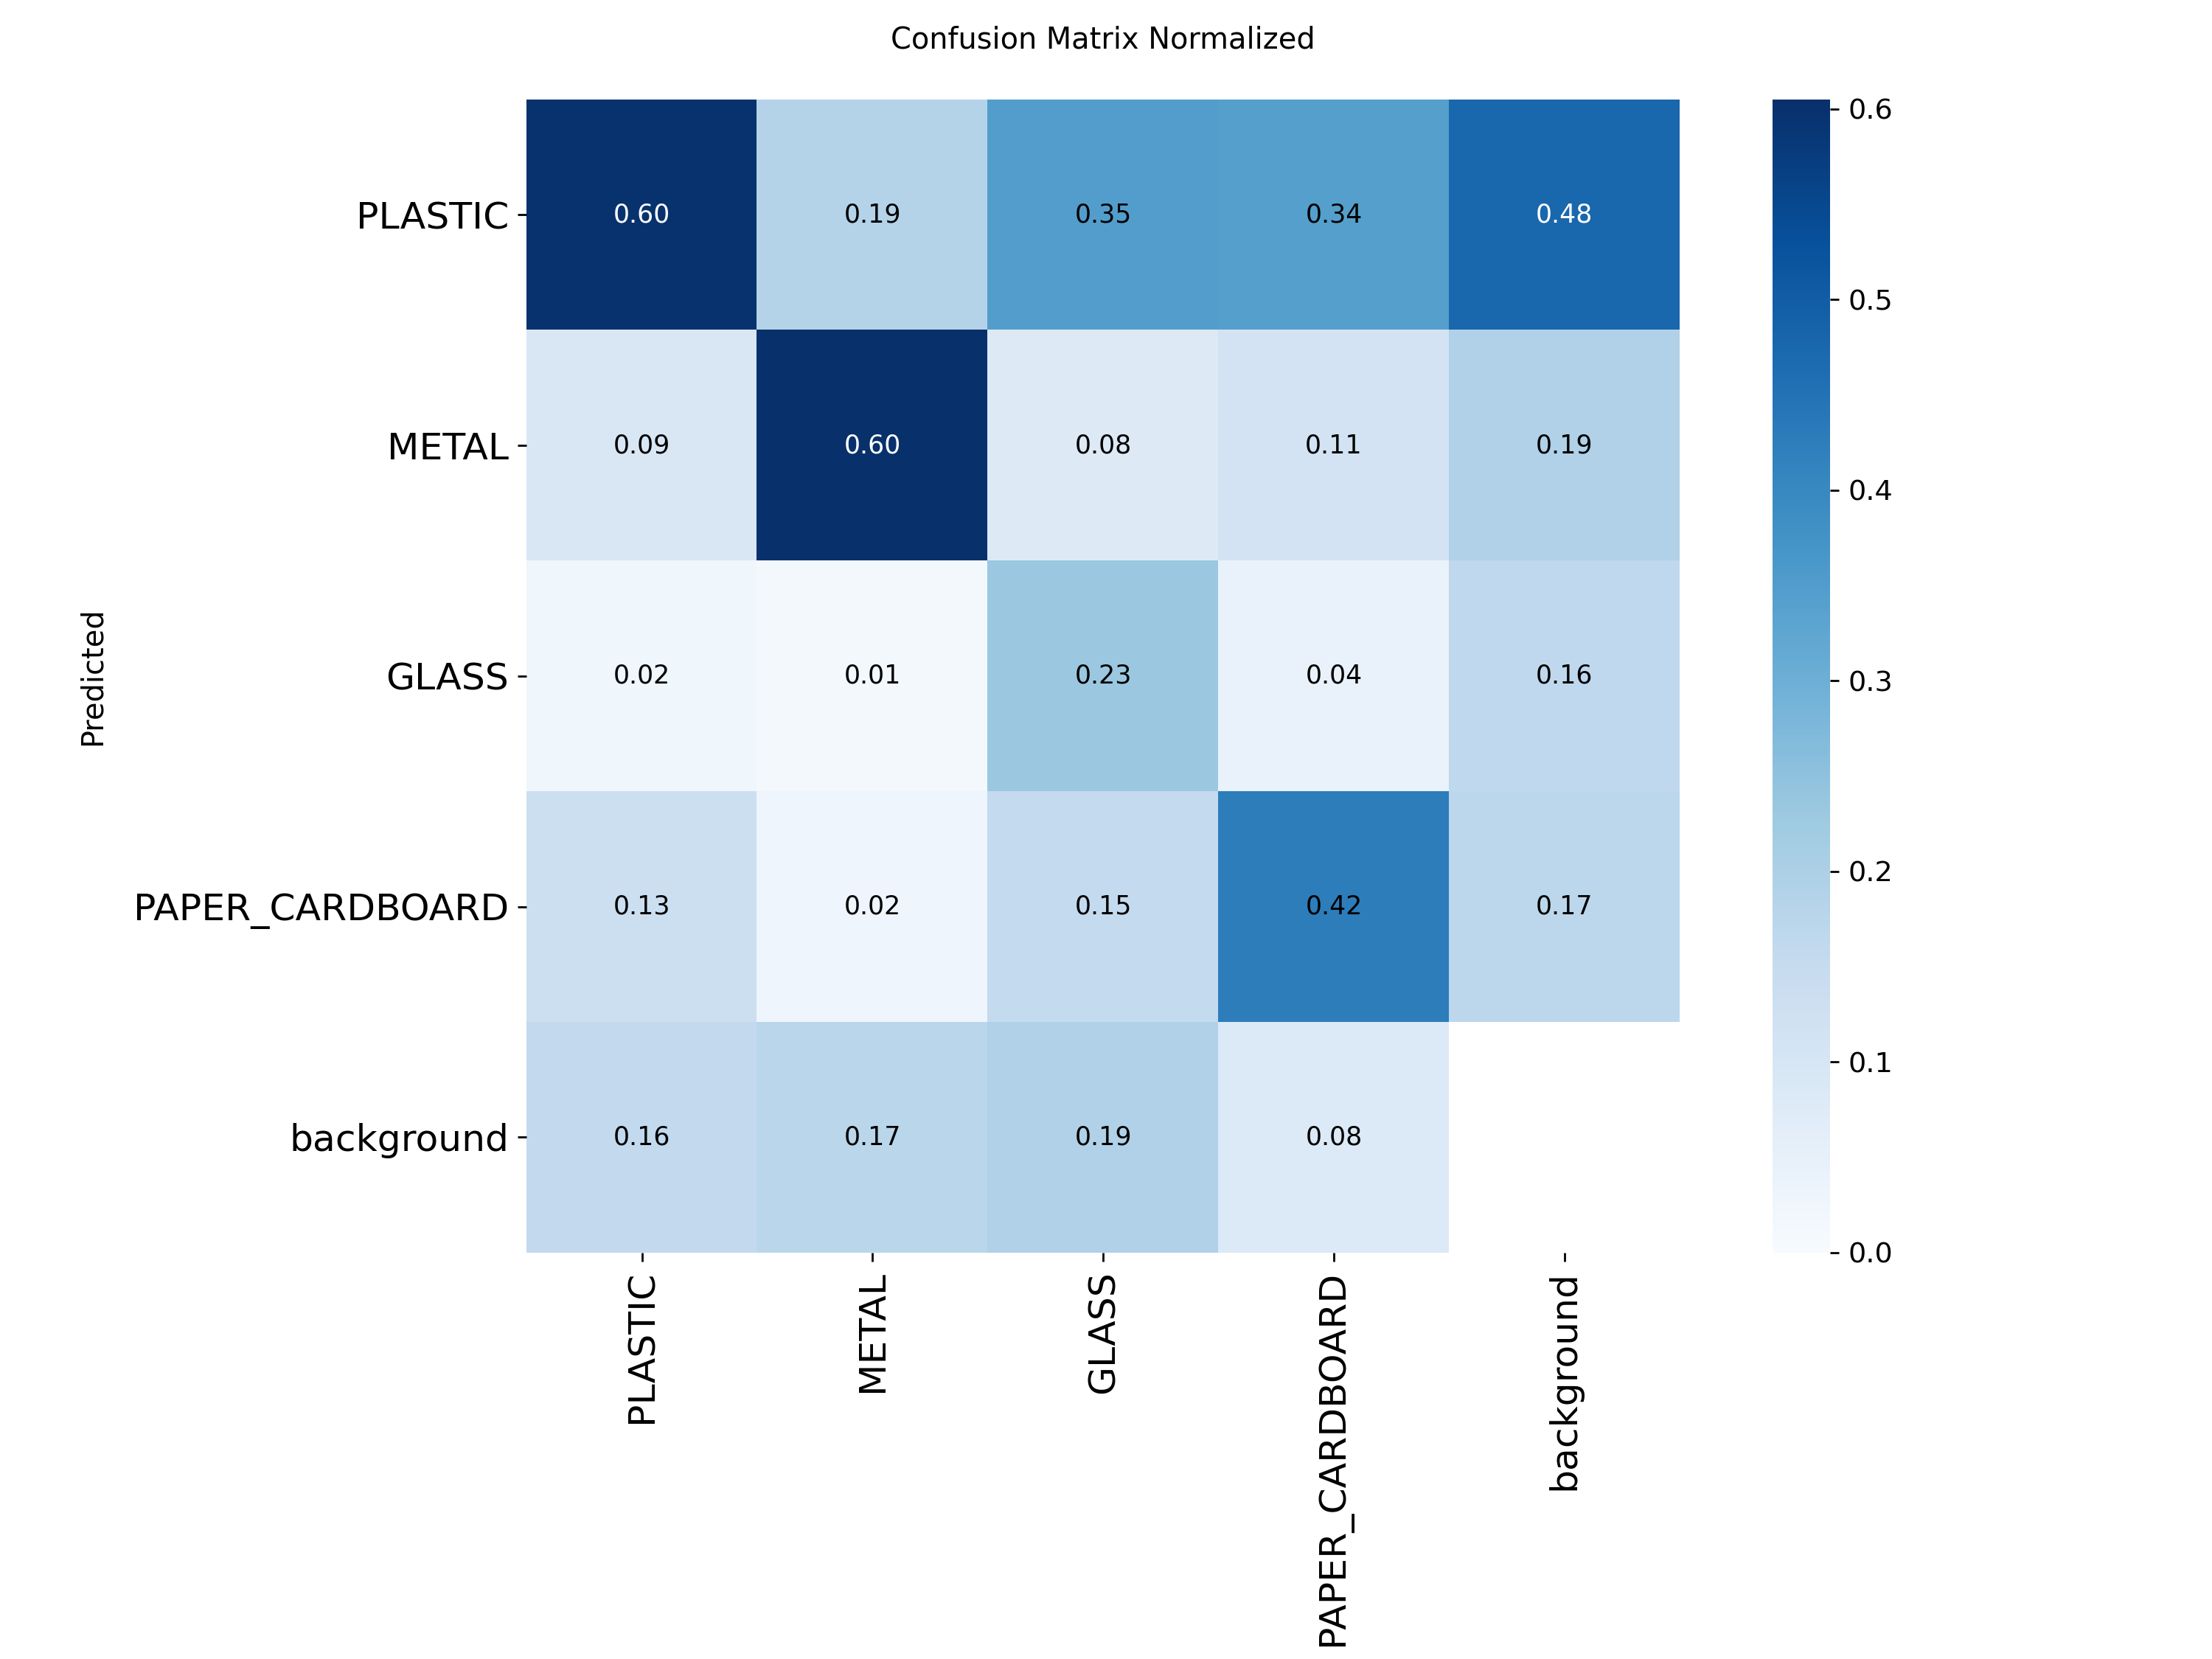 Confusion Matrix Normalized
PLASTIC 0.60 0.19 0.35 0.34 0.48
METAL 0.09 0.60 0.08 0.11 0.19
GLASS 0.02 0.01 0.23 0.04 0.16
PAPER_CARDBOARD 0.13 0.02 0.15 0.42 0.17
background 0.16 0.17 0.19 0.08
Predicted
PLASTIC
METAL
GLASS
PAPER_CARDBOARD
background
0.6
0.5
0.4
0.3
0.2
0.1
0.0